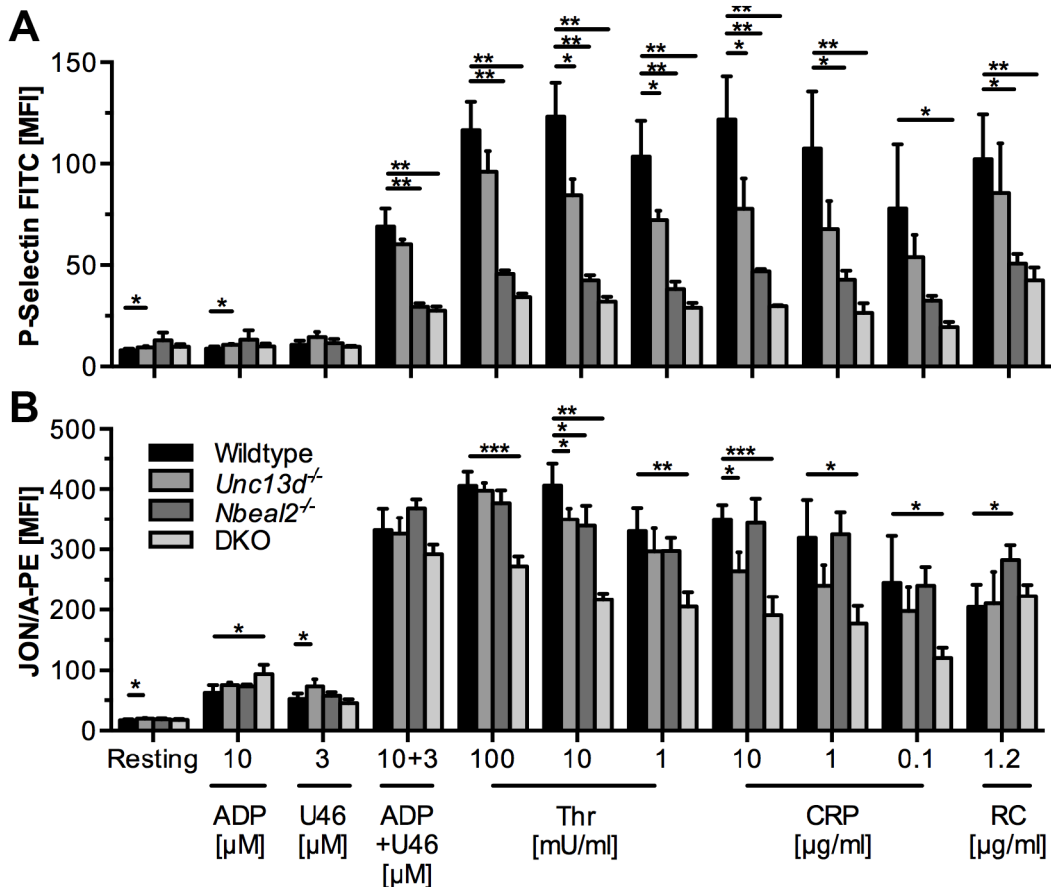 A
P-Selectin FITC [MFI]
150
100
50
0
* * ** ** ** ** ** ** * ** ** * ** ** * ** * * ** *
B
JON/A-PE [MFI]
500
400
300
200
100
0
Wildtype
Unc13d-/-
Nbeal2-/-
DKO
* * * *** ** * * ** *** * * * *
Resting 10 3 10+3 100 10 1 10 1 0.1 1.2
ADP U46 ADP Thr CRP RC
[µM] [µM] +U46 [mU/ml] [µg/ml] [µg/ml]
[µM]